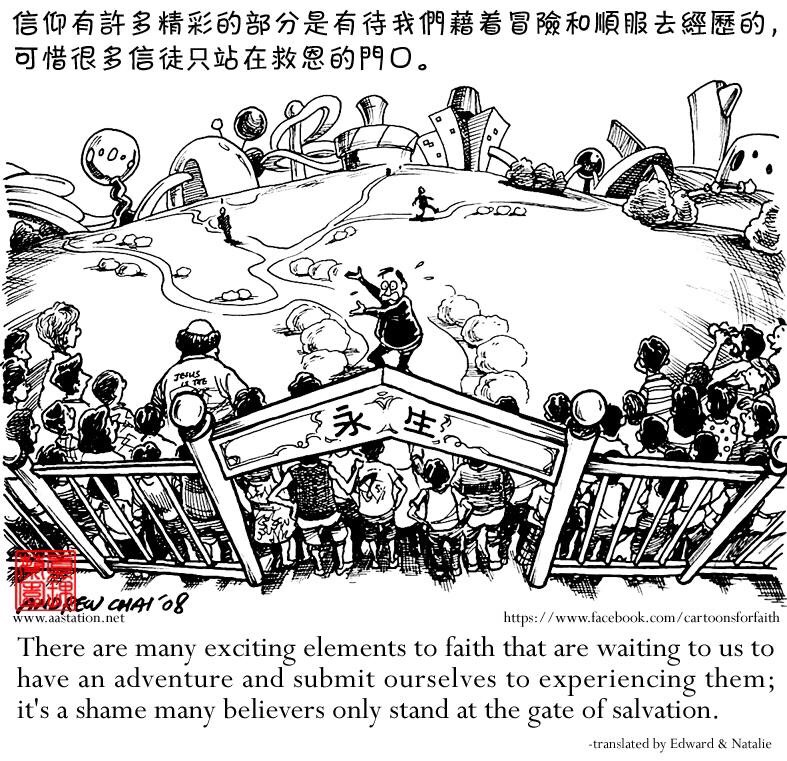 信仰有許多精彩的部分是有待我們藉着冒險和順服去經歷的，
可惜很多信徒只站在救恩的門口。
JESUS
IS THE
永生
ANDREW CHAI '08
www.aastation.net
https://www.facebook.com/cartoonsforfaith
There are many exciting elements to faith that are waiting to us to
have an adventure and submit ourselves to experiencing them;
it's a shame many believers only stand at the gate of salvation.
-translated by Edward & Natalie